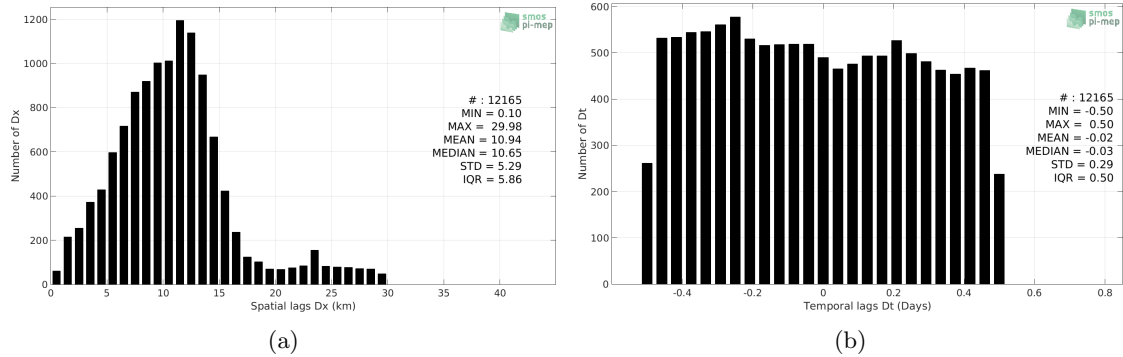 smos
pi-mep
1200
1000
800
600
400
200
0
Number of Dx
# : 12165
MIN = 0.10
MAX = 29.98
MEAN = 10.94
MEDIAN = 10.65
STD = 5.29
IQR = 5.86
0 5 10 15 20 25 30 35 40
Spatial lags Dx (km)
(a)
smos
pi-mep
600
500
400
300
200
100
0
Number of Dt
# : 12165
MIN = -0.50
MAX = 0.50
MEAN = -0.02
MEDIAN = -0.03
STD = 0.29
IQR = 0.50
-0.4 -0.2 0 0.2 0.4 0.6 0.8
Temporal lags Dt (Days)
(b)